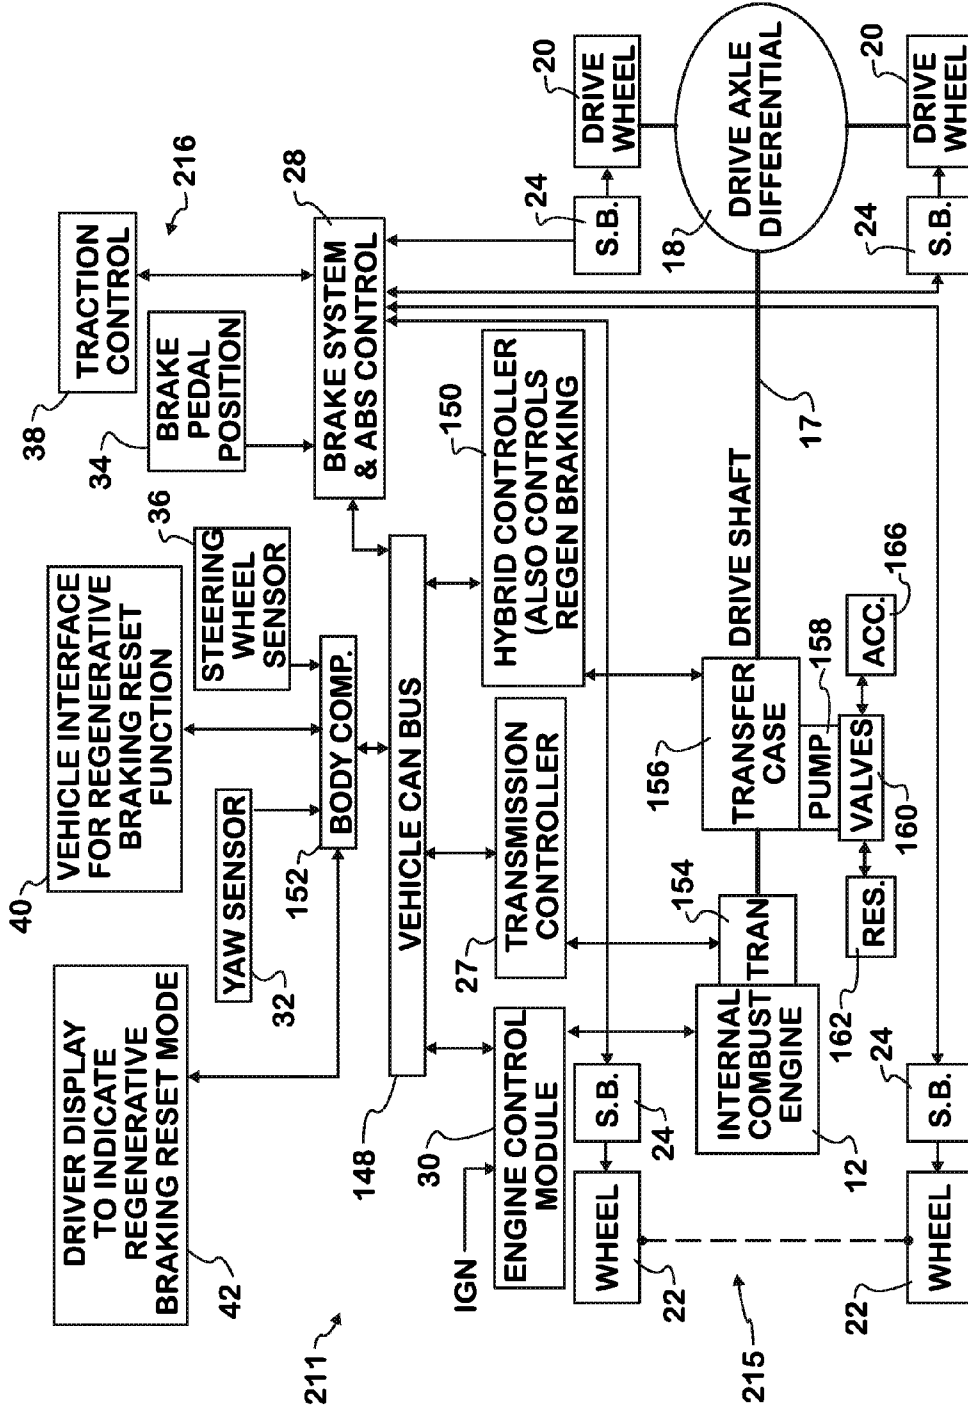 DRIVER DISPLAY
TO INDICATE
REGENERATIVE
BRAKING RESET MODE
42
VEHICLE INTERFACE
FOR REGENERATIVE
BRAKING RESET
FUNCTION
40
TRACTION
CONTROL
38
216
BRAKE
PEDAL
POSITION
34
YAW SENSOR
32
STEERING
WHEEL
SENSOR
36
BODY COMP.
152
BRAKE SYSTEM
& ABS CONTROL
28
211
VEHICLE CAN BUS
148
IGN
ENGINE CONTROL
MODULE
30
TRANSMISSION
CONTROLLER
27
HYBRID CONTROLLER
(ALSO CONTROLS
REGEN BRAKING
150
WHEEL
22
S.B.
24
S.B.
24
DRIVE
WHEEL
20
INTERNAL
COMBUST
ENGINE
12
TRAN
154
TRANSFER
CASE
156
DRIVE SHAFT
17
DRIVE AXLE
DIFFERENTIAL
18
215
PUMP
158
VALVES
160
RES.
162
ACC.
166
WHEEL
22
S.B.
24
S.B.
24
DRIVE
WHEEL
20